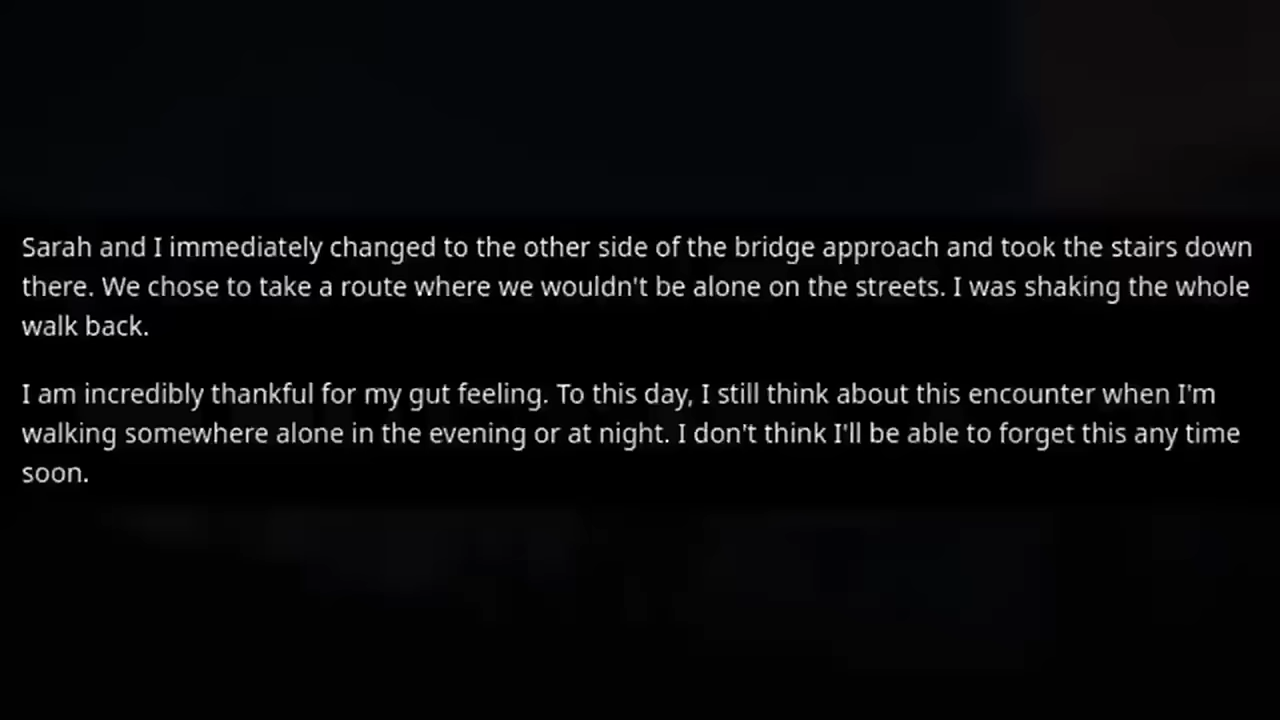 Sarah and I immediately changed to the other side of the bridge approach and took the stairs down
there. We chose to take a route where we wouldn't be alone on the streets. I was shaking the whole
walk back.
I am incredibly thankful for my gut feeling. To this day, I still think about this encounter when I'm
walking somewhere alone in the evening or at night. I don't think I'll be able to forget this any time
soon.